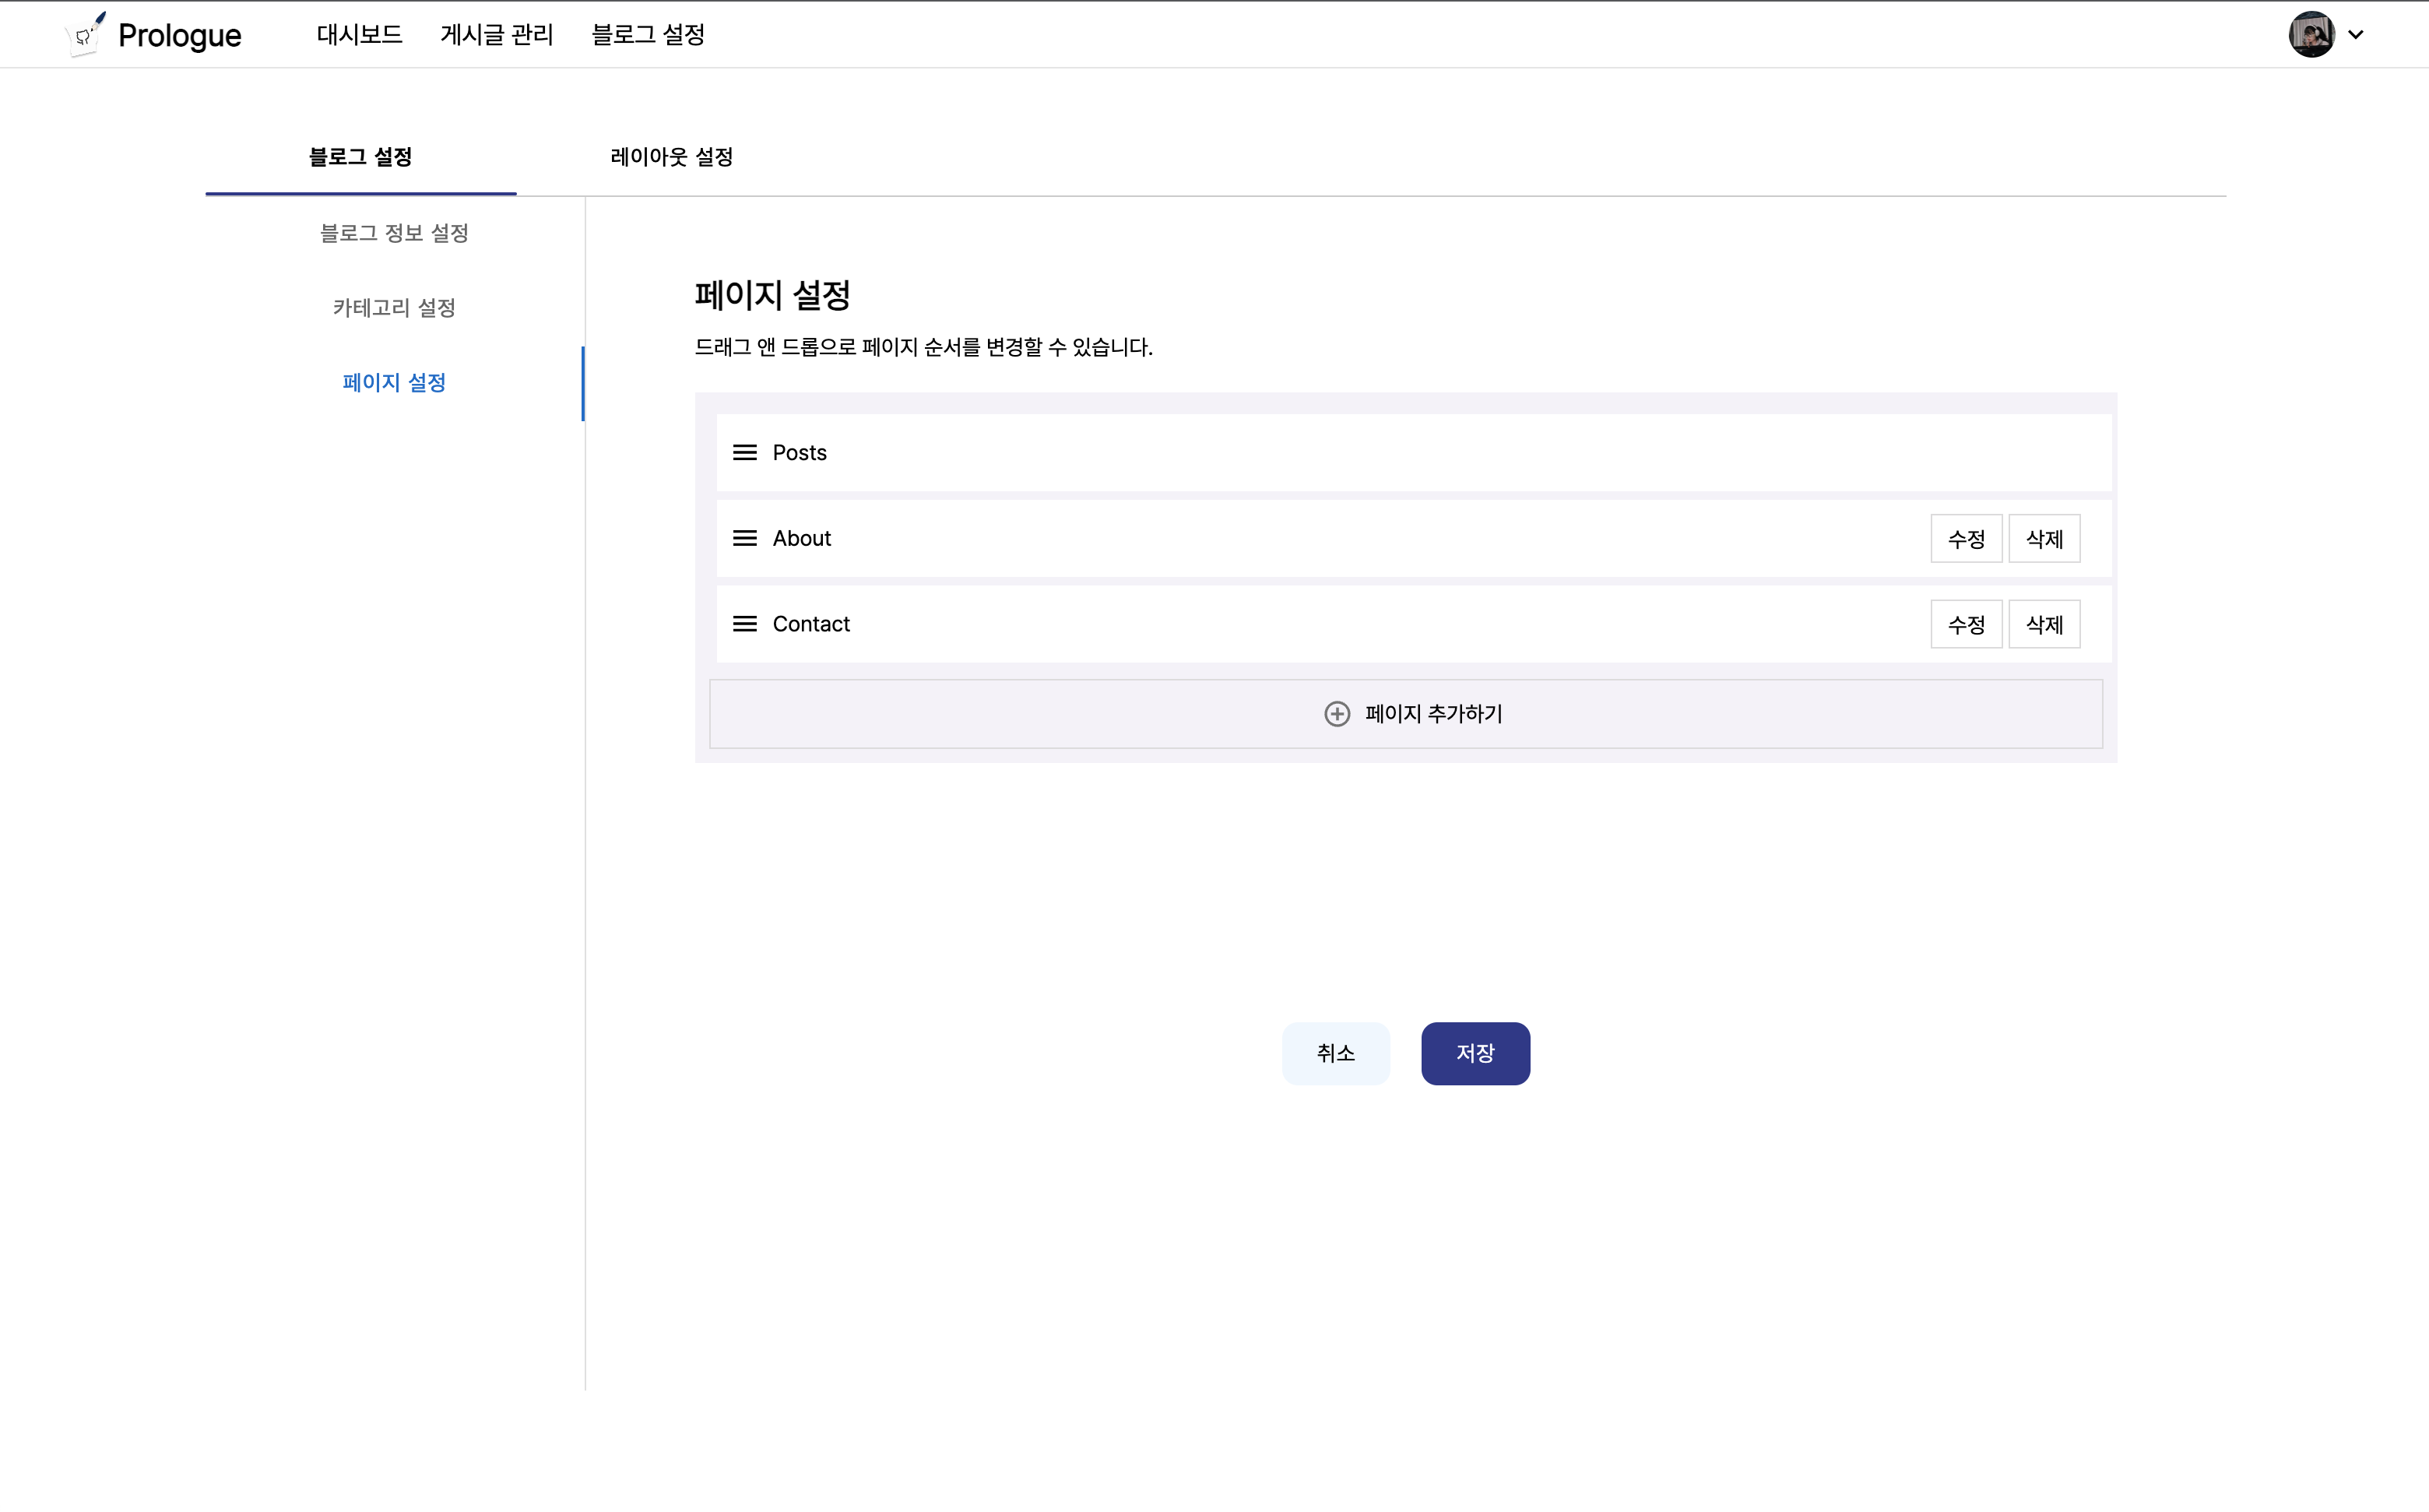 Prologue 대시보드 게시글 관리 블로그 설정
블로그 설정 레이아웃 설정
블로그 정보 설정
카테고리 설정
페이지 설정
페이지 설정
드래그 앤 드롭으로 페이지 순서를 변경할 수 있습니다.
Posts
About 수정 삭제
Contact 수정 삭제
페이지 추가하기
취소 저장